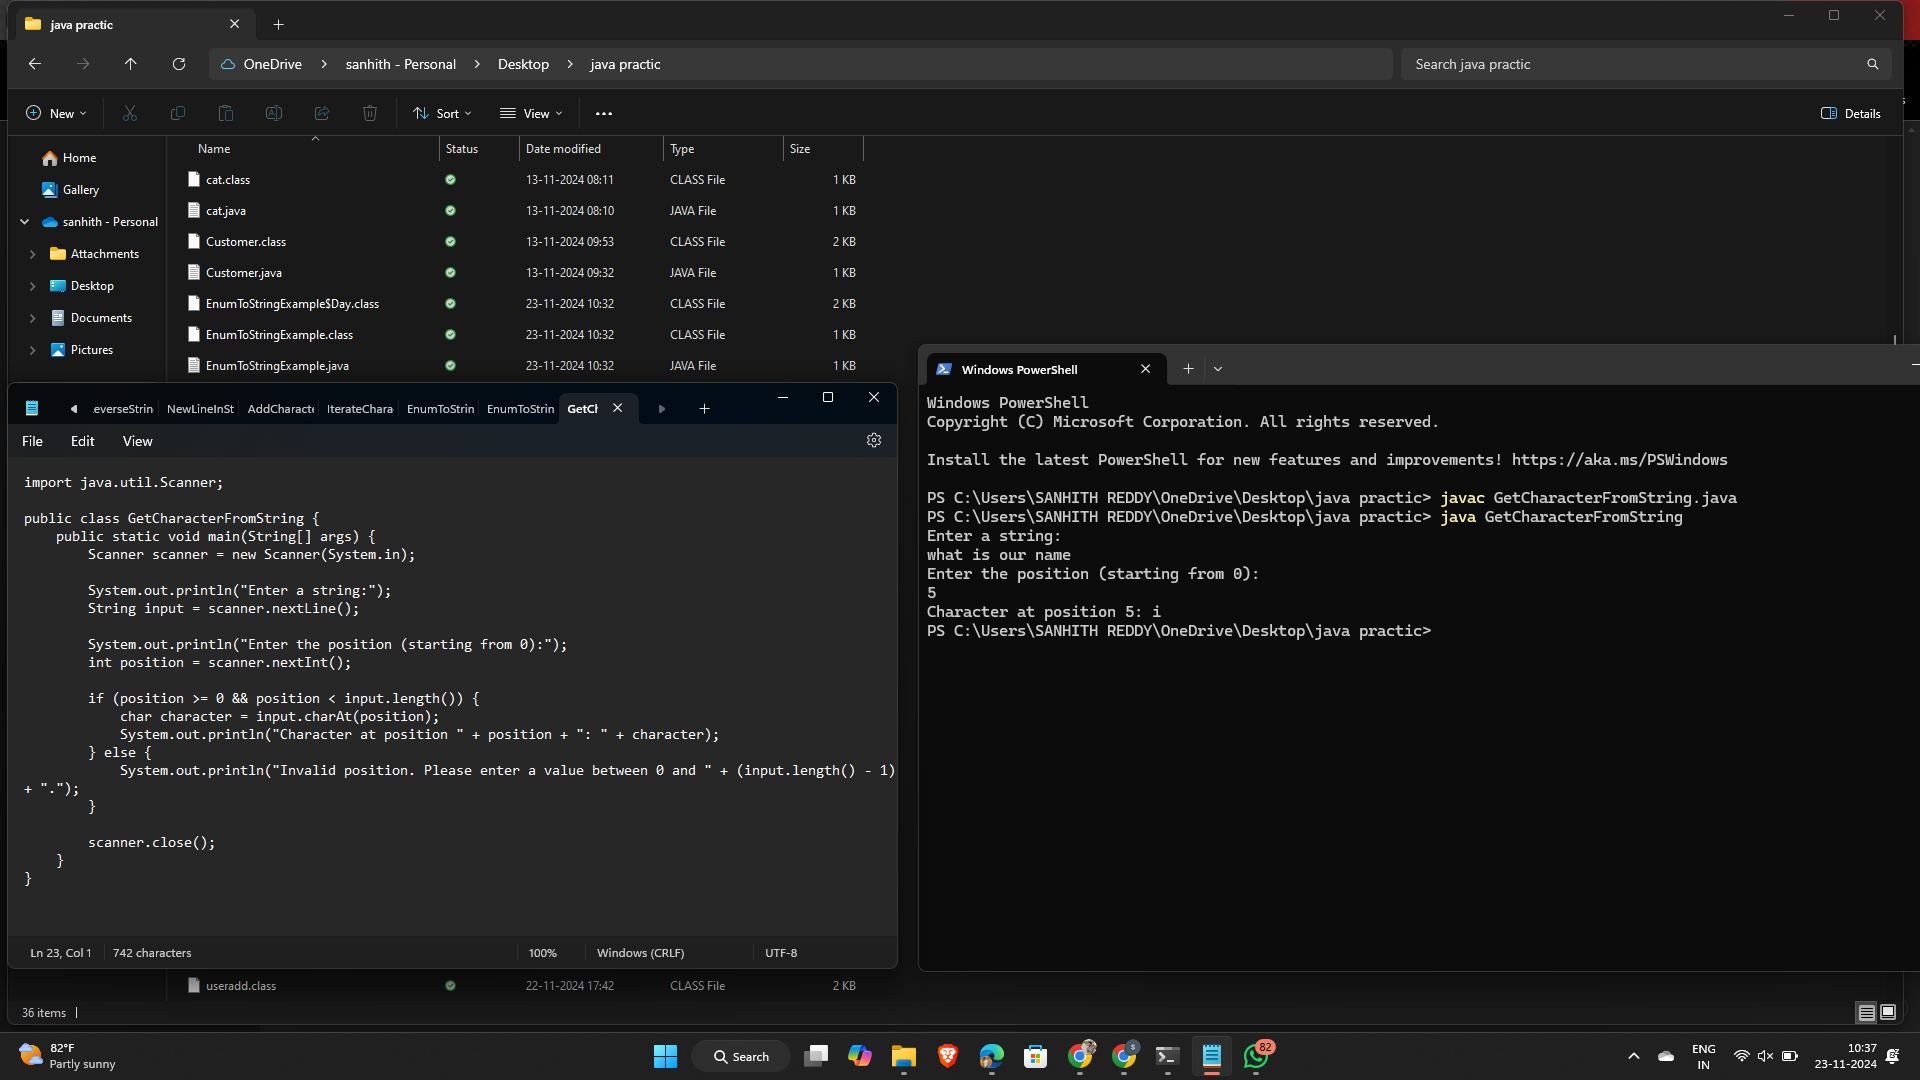 java practic
OneDrive > sanhith - Personal > Desktop > java practic
Search java practic
New
Sort
View
Details
Name Status Date modified Type Size
Home
Gallery
sanhith - Personal
Attachments
Desktop
Documents
Pictures
cat.class 13-11-2024 08:11 CLASS File 1 KB
cat.java 13-11-2024 08:10 JAVA File 1 KB
Customer.class 13-11-2024 09:53 CLASS File 2 KB
Customer.java 13-11-2024 09:32 JAVA File 1 KB
EnumToStringExample$Day.class 23-11-2024 10:32 CLASS File 2 KB
EnumToStringExample.class 23-11-2024 10:32 CLASS File 1 KB
EnumToStringExample.java 23-11-2024 10:32 JAVA File 1 KB
.everseStrin NewLineInSt AddCharacte IterateChara EnumToStrin EnumToStrin GetCh
File Edit View
import java.util.Scanner;
public class GetCharacterFromString {
public static void main(String[] args) {
Scanner scanner = new Scanner(System.in);
System.out.println("Enter a string:");
String input = scanner.nextLine();
System.out.println("Enter the position (starting from 0):");
int position = scanner.nextInt();
if (position >= 0 && position < input.length()) {
char character = input.charAt(position);
System.out.println("Character at position " + position + ": " + character);
} else {
System.out.println("Invalid position. Please enter a value between 0 and " + (input.length() - 1)
+ ".");
}
scanner.close();
}
}
Ln 23, Col 1 742 characters 100% Windows (CRLF) UTF-8
Windows PowerShell
Windows PowerShell
Copyright (C) Microsoft Corporation. All rights reserved.
Install the latest PowerShell for new features and improvements! https://aka.ms/PSWindows
PS C:\Users\SANHITH REDDY\OneDrive\Desktop\java practic> javac GetCharacterFromString.java
PS C:\Users\SANHITH REDDY\OneDrive\Desktop\java practic> java GetCharacterFromString
Enter a string:
what is our name
Enter the position (starting from 0):
5
Character at position 5: i
PS C:\Users\SANHITH REDDY\OneDrive\Desktop\java practic>
useradd.class 22-11-2024 17:42 CLASS File 2 KB
36 items
82°F
Partly sunny
Search
S
82
ENG
IN
10:37
23-11-2024